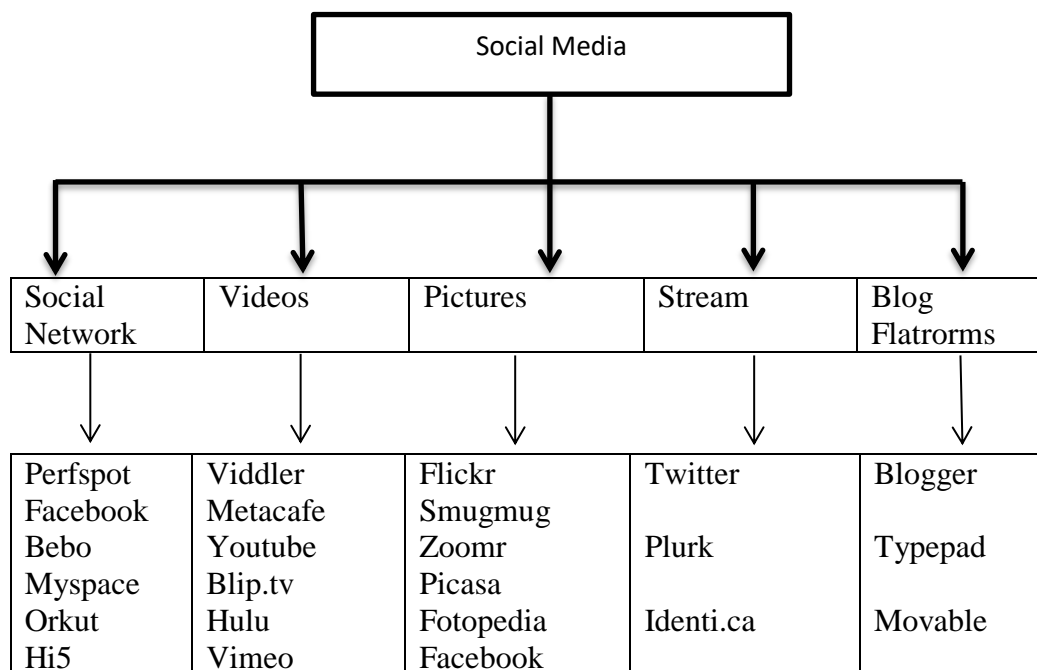 Social Media
Social
Network
Videos
Pictures
Stream
Blog
Flatrorms
Perfspot
Facebook
Bebo
Myspace
Orkut
Hi5
Viddler
Metacafe
Youtube
Blip.tv
Hulu
Vimeo
Flickr
Smugmug
Zoomr
Picasa
Fotopedia
Facebook
Twitter
Plurk
Identi.ca
Blogger
Typepad
Movable